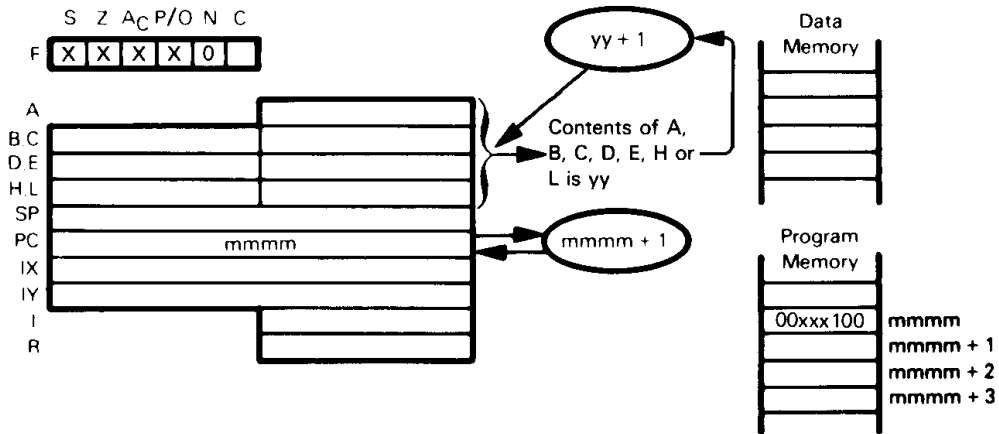 S Z AC P/O N C
F X X X X 0
A
B,C
D,E
H,L
SP
PC mmmm
IX
IY
I
R
yy + 1
Contents of A,
B, C, D, E, H or
L is yy
mmmm + 1
Data
Memory
Program
Memory
00xxx100 mmmm
mmmm + 1
mmmm + 2
mmmm + 3